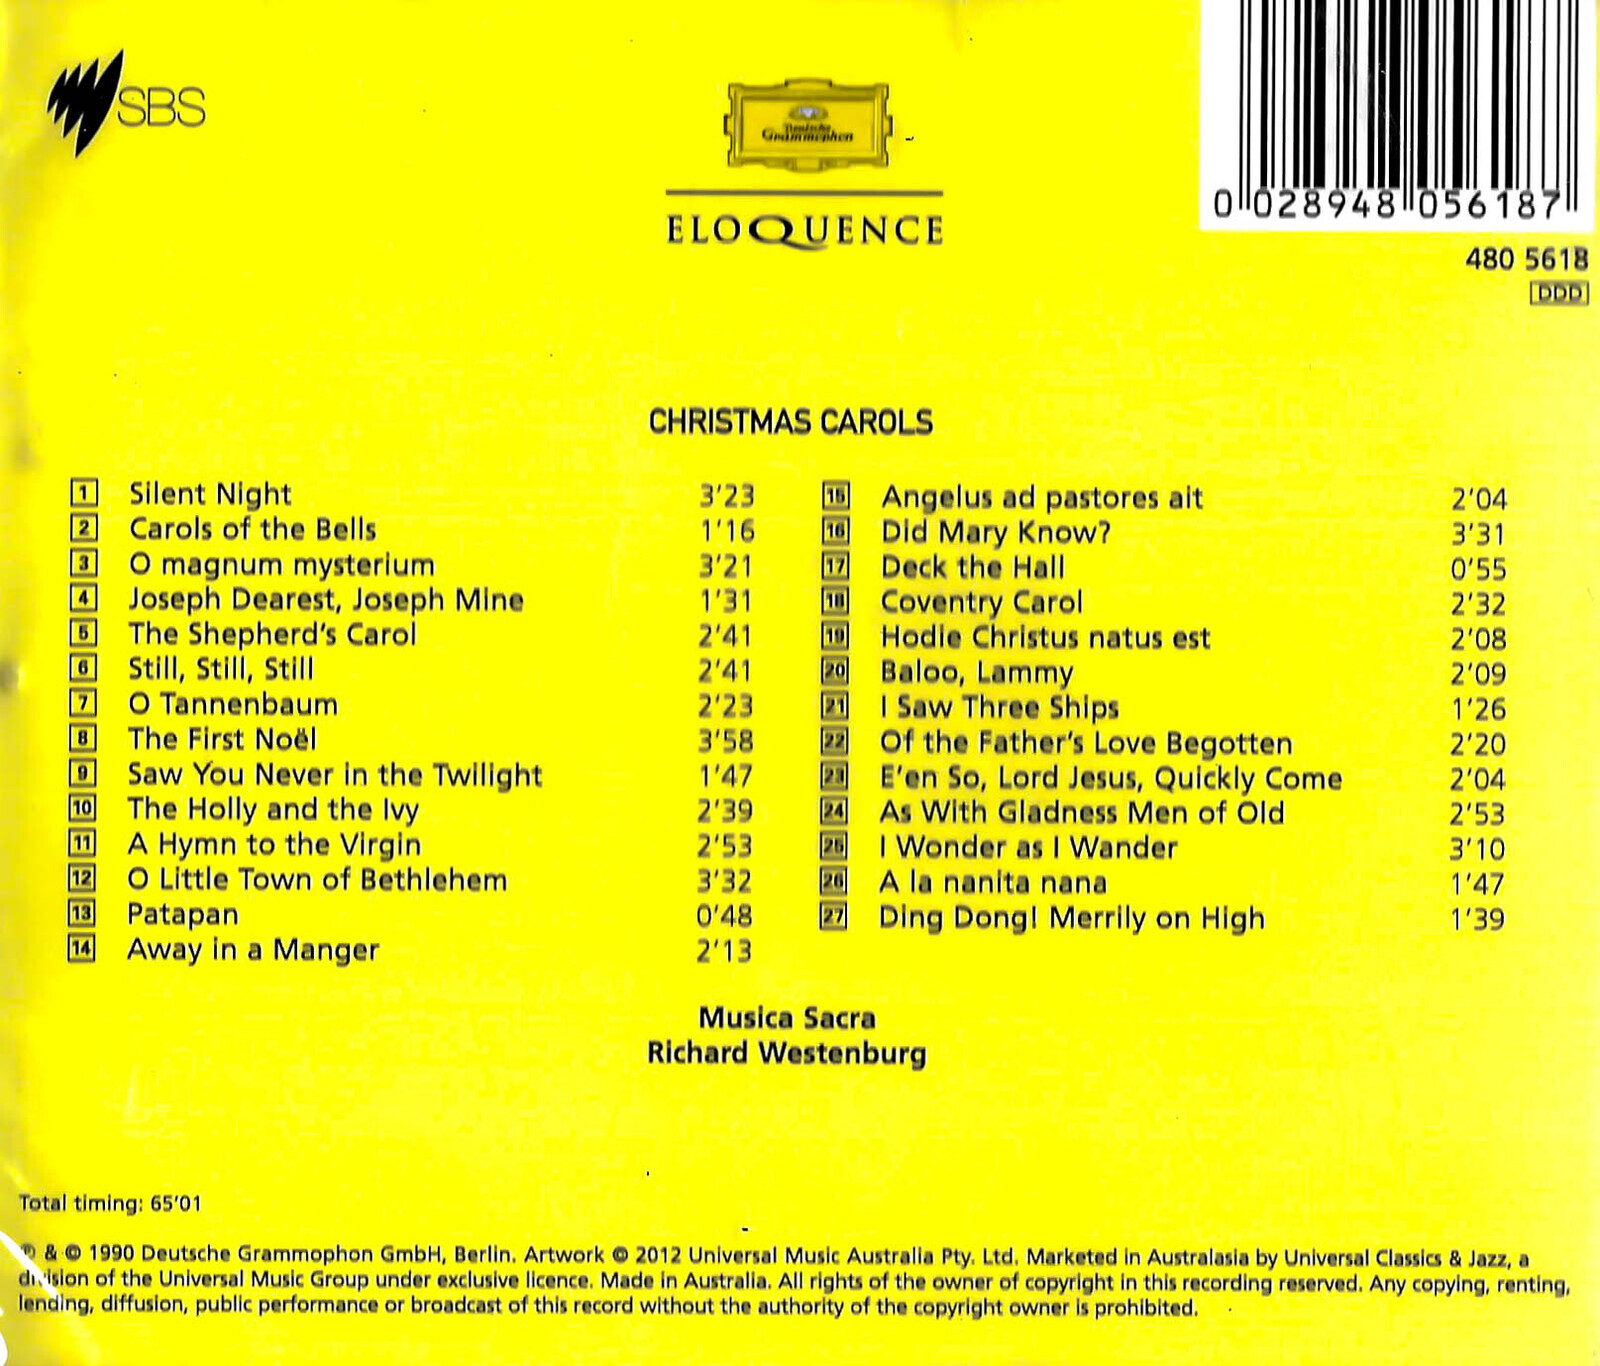 SBS
Deutsche
Grammophon
ELOQUENCE
0 028948 056187
480 5618
DDD
CHRISTMAS CAROLS
1 Silent Night 3'23
2 Carols of the Bells 1'16
3 O magnum mysterium 3'21
4 Joseph Dearest, Joseph Mine 1'31
5 The Shepherd's Carol 2'41
6 Still, Still, Still 2'41
7 O Tannenbaum 2'23
8 The First Noël 3'58
9 Saw You Never in the Twilight 1'47
10 The Holly and the Ivy 2'39
11 A Hymn to the Virgin 2'53
12 O Little Town of Bethlehem 3'32
13 Patapan 0'48
14 Away in a Manger 2'13
15 Angelus ad pastores ait 2'04
16 Did Mary Know? 3'31
17 Deck the Hall 0'55
18 Coventry Carol 2'32
19 Hodie Christus natus est 2'08
20 Baloo, Lammy 2'09
21 I Saw Three Ships 1'26
22 Of the Father's Love Begotten 2'20
23 E'en So, Lord Jesus, Quickly Come 2'04
24 As With Gladness Men of Old 2'53
25 I Wonder as I Wander 3'10
26 A la nanita nana 1'47
27 Ding Dong! Merrily on High 1'39
Musica Sacra
Richard Westenburg
Total timing: 65'01
℗ & © 1990 Deutsche Grammophon GmbH, Berlin. Artwork © 2012 Universal Music Australia Pty. Ltd. Marketed in Australasia by Universal Classics & Jazz, a
division of the Universal Music Group under exclusive licence. Made in Australia. All rights of the owner of copyright in this recording reserved. Any copying, renting,
lending, diffusion, public performance or broadcast of this record without the authority of the copyright owner is prohibited.